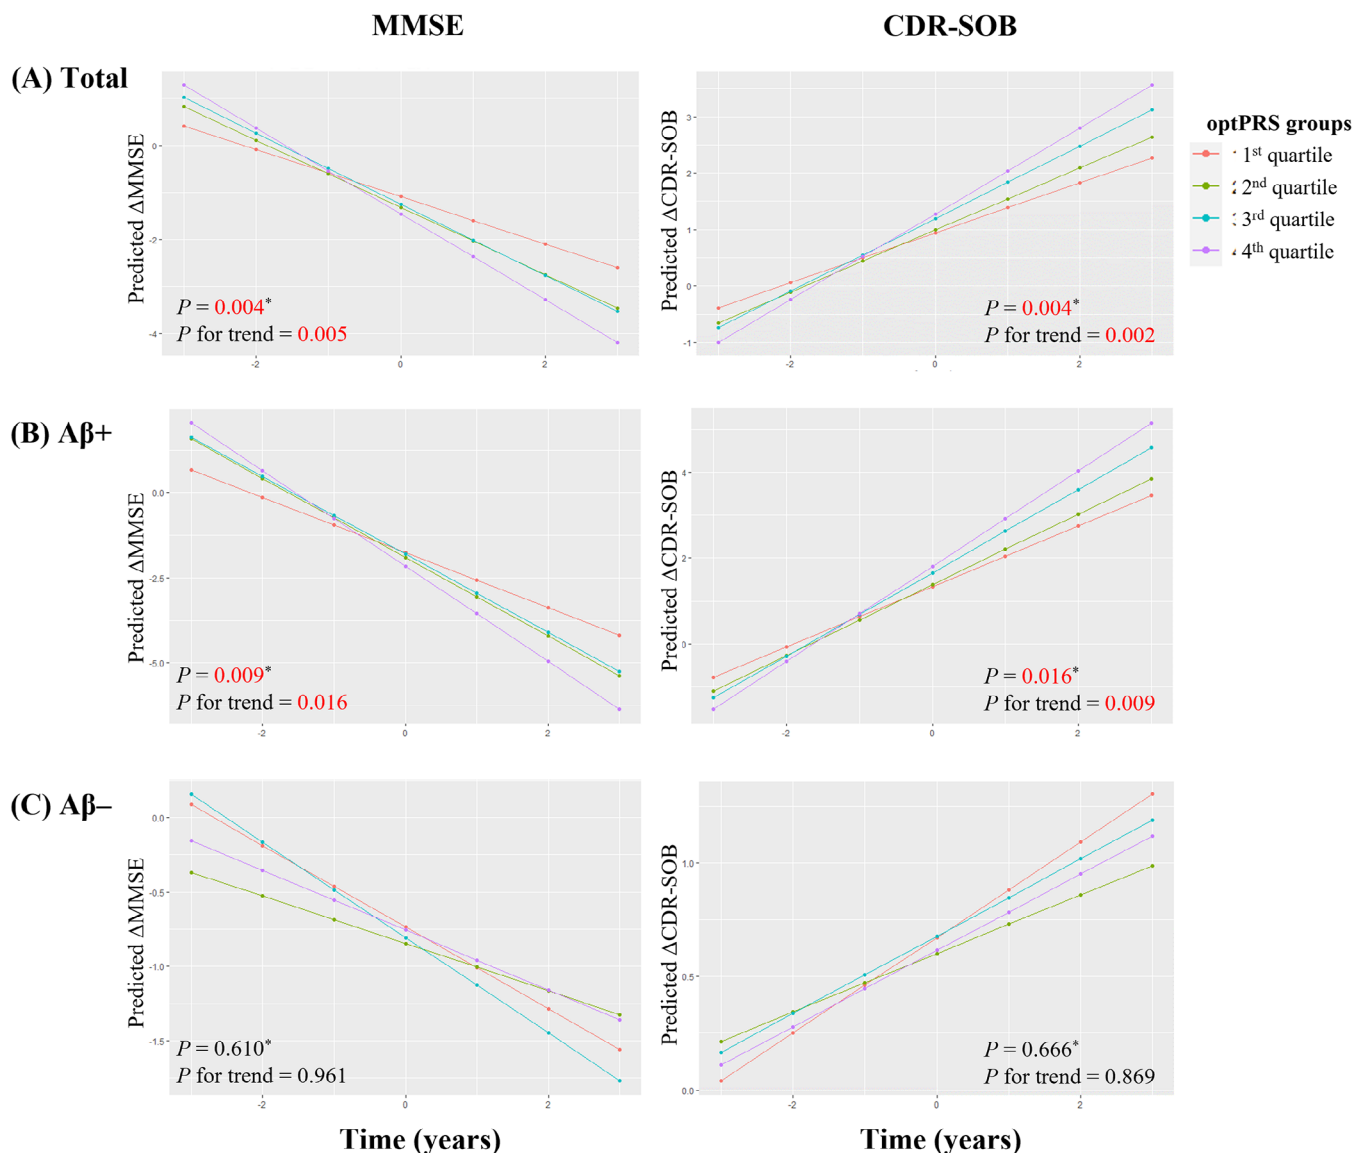 MMSE
CDR-SOB
(A) Total
Predicted ΔMMSE
0
-2
-4
-2
0
2
P = 0.004*
P for trend = 0.005
Predicted ΔCDR-SOB
3
2
1
0
-1
-2
0
2
P = 0.004*
P for trend = 0.002
optPRS groups
1st quartile
2nd quartile
3rd quartile
4th quartile
(B) Aβ+
Predicted ΔMMSE
0.0
-2.5
-5.0
-2
0
2
P = 0.009*
P for trend = 0.016
Predicted ΔCDR-SOB
4
2
0
-2
0
2
P = 0.016*
P for trend = 0.009
(C) Aβ–
Predicted ΔMMSE
0.0
-0.5
-1.0
-1.5
-2
0
2
P = 0.610*
P for trend = 0.961
Predicted ΔCDR-SOB
1.0
0.5
0.0
-2
0
2
P = 0.666*
P for trend = 0.869
Time (years)
Time (years)